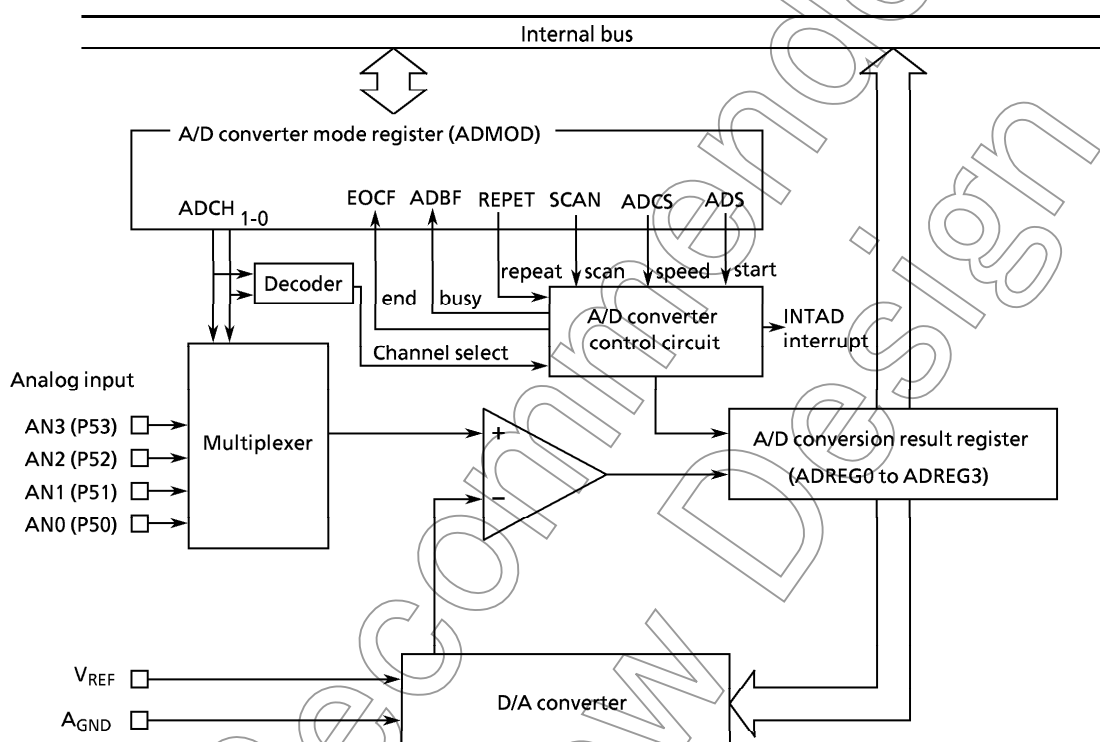 Internal bus
A/D converter mode register (ADMOD)
ADCH 1-0
EOCF ADBF REPET SCAN ADCS ADS
repeat scan speed start
Decoder
end busy
A/D converter
control circuit
INTAD
interrupt
Channel select
Analog input
AN3 (P53)
AN2 (P52)
AN1 (P51)
AN0 (P50)
Multiplexer
+
−
A/D conversion result register
(ADREG0 to ADREG3)
VREF
AGND
D/A converter
ecommend
w Design